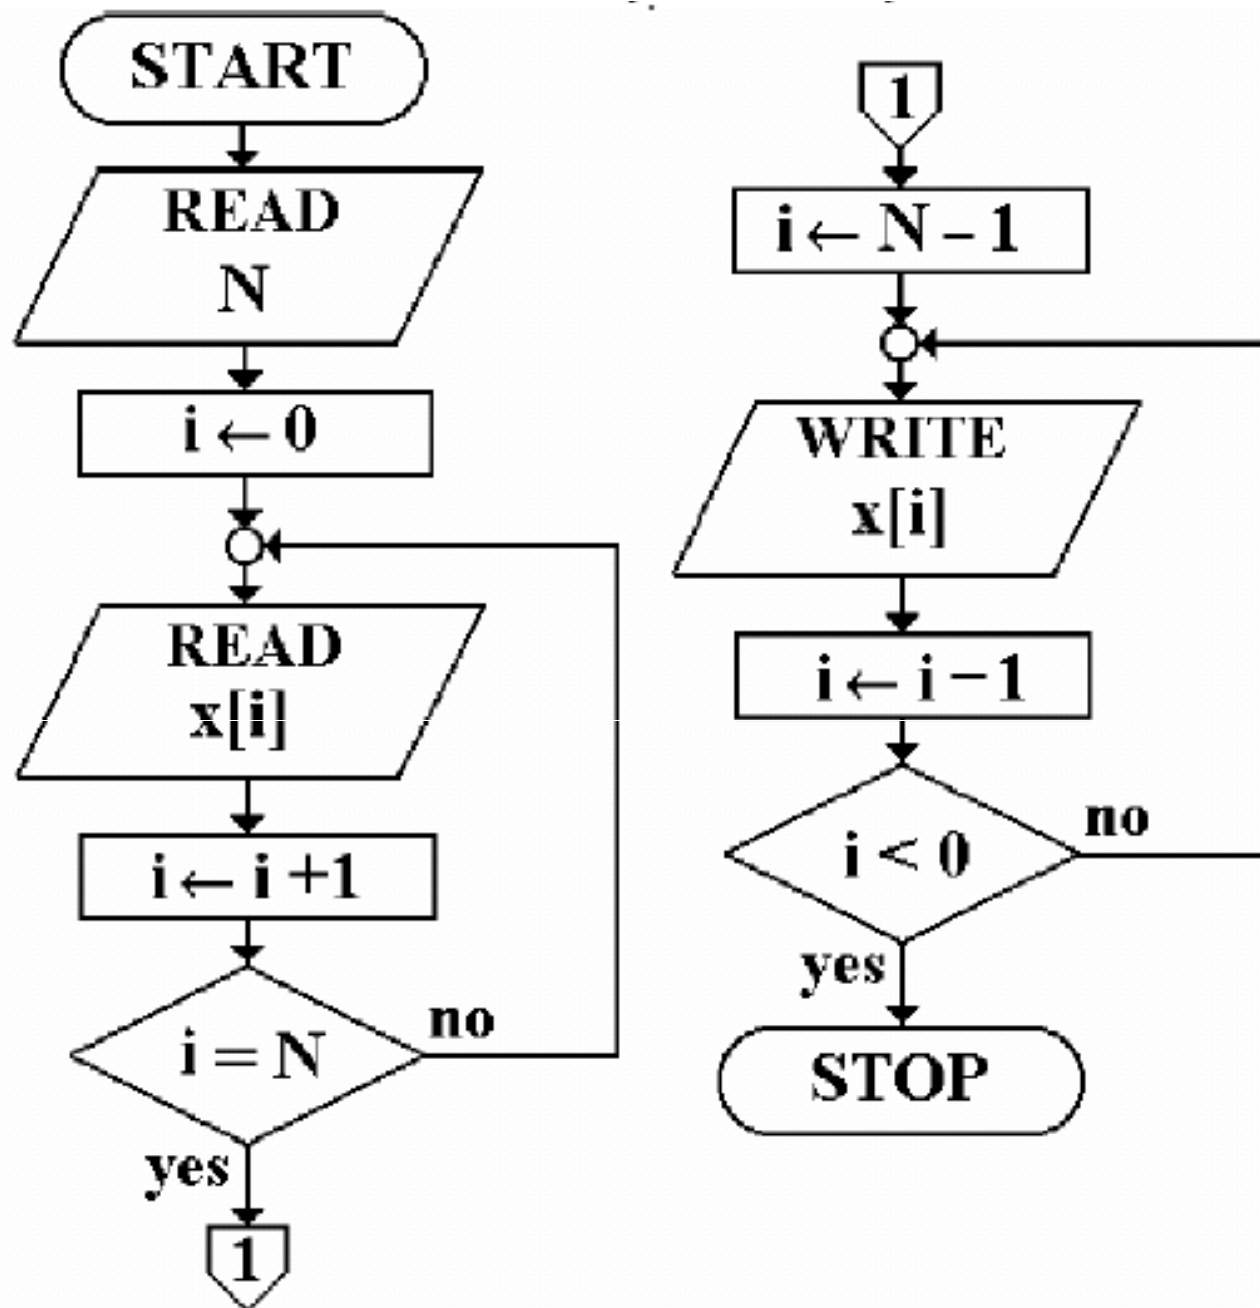 START
READ
N
i ← 0
READ
x[i]
i ← i +1
i = N
no
yes
1
1
i ← N – 1
WRITE
x[i]
i ← i – 1
i < 0
no
yes
STOP